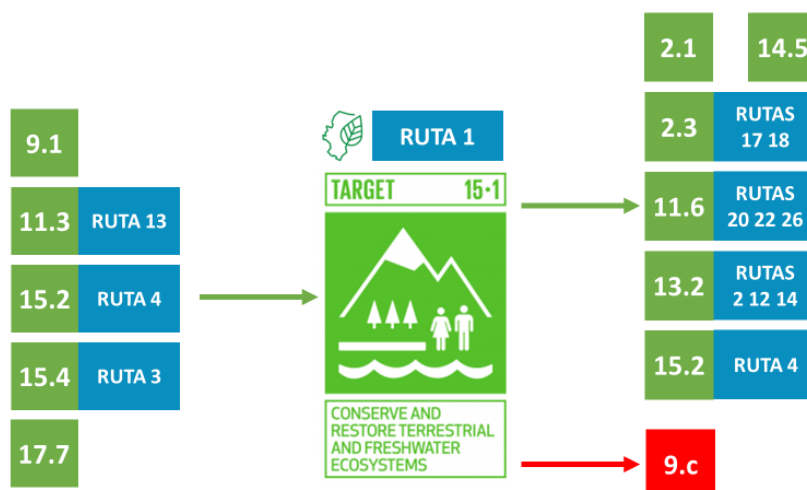 9.1
11.3 RUTA 13
15.2 RUTA 4
15.4 RUTA 3
17.7
RUTA 1
TARGET 15·1
CONSERVE AND
RESTORE TERRESTRIAL
AND FRESHWATER
ECOSYSTEMS
2.1 14.5
2.3 RUTAS
17 18
11.6 RUTAS
20 22 26
13.2 RUTAS
2 12 14
15.2 RUTA 4
9.c